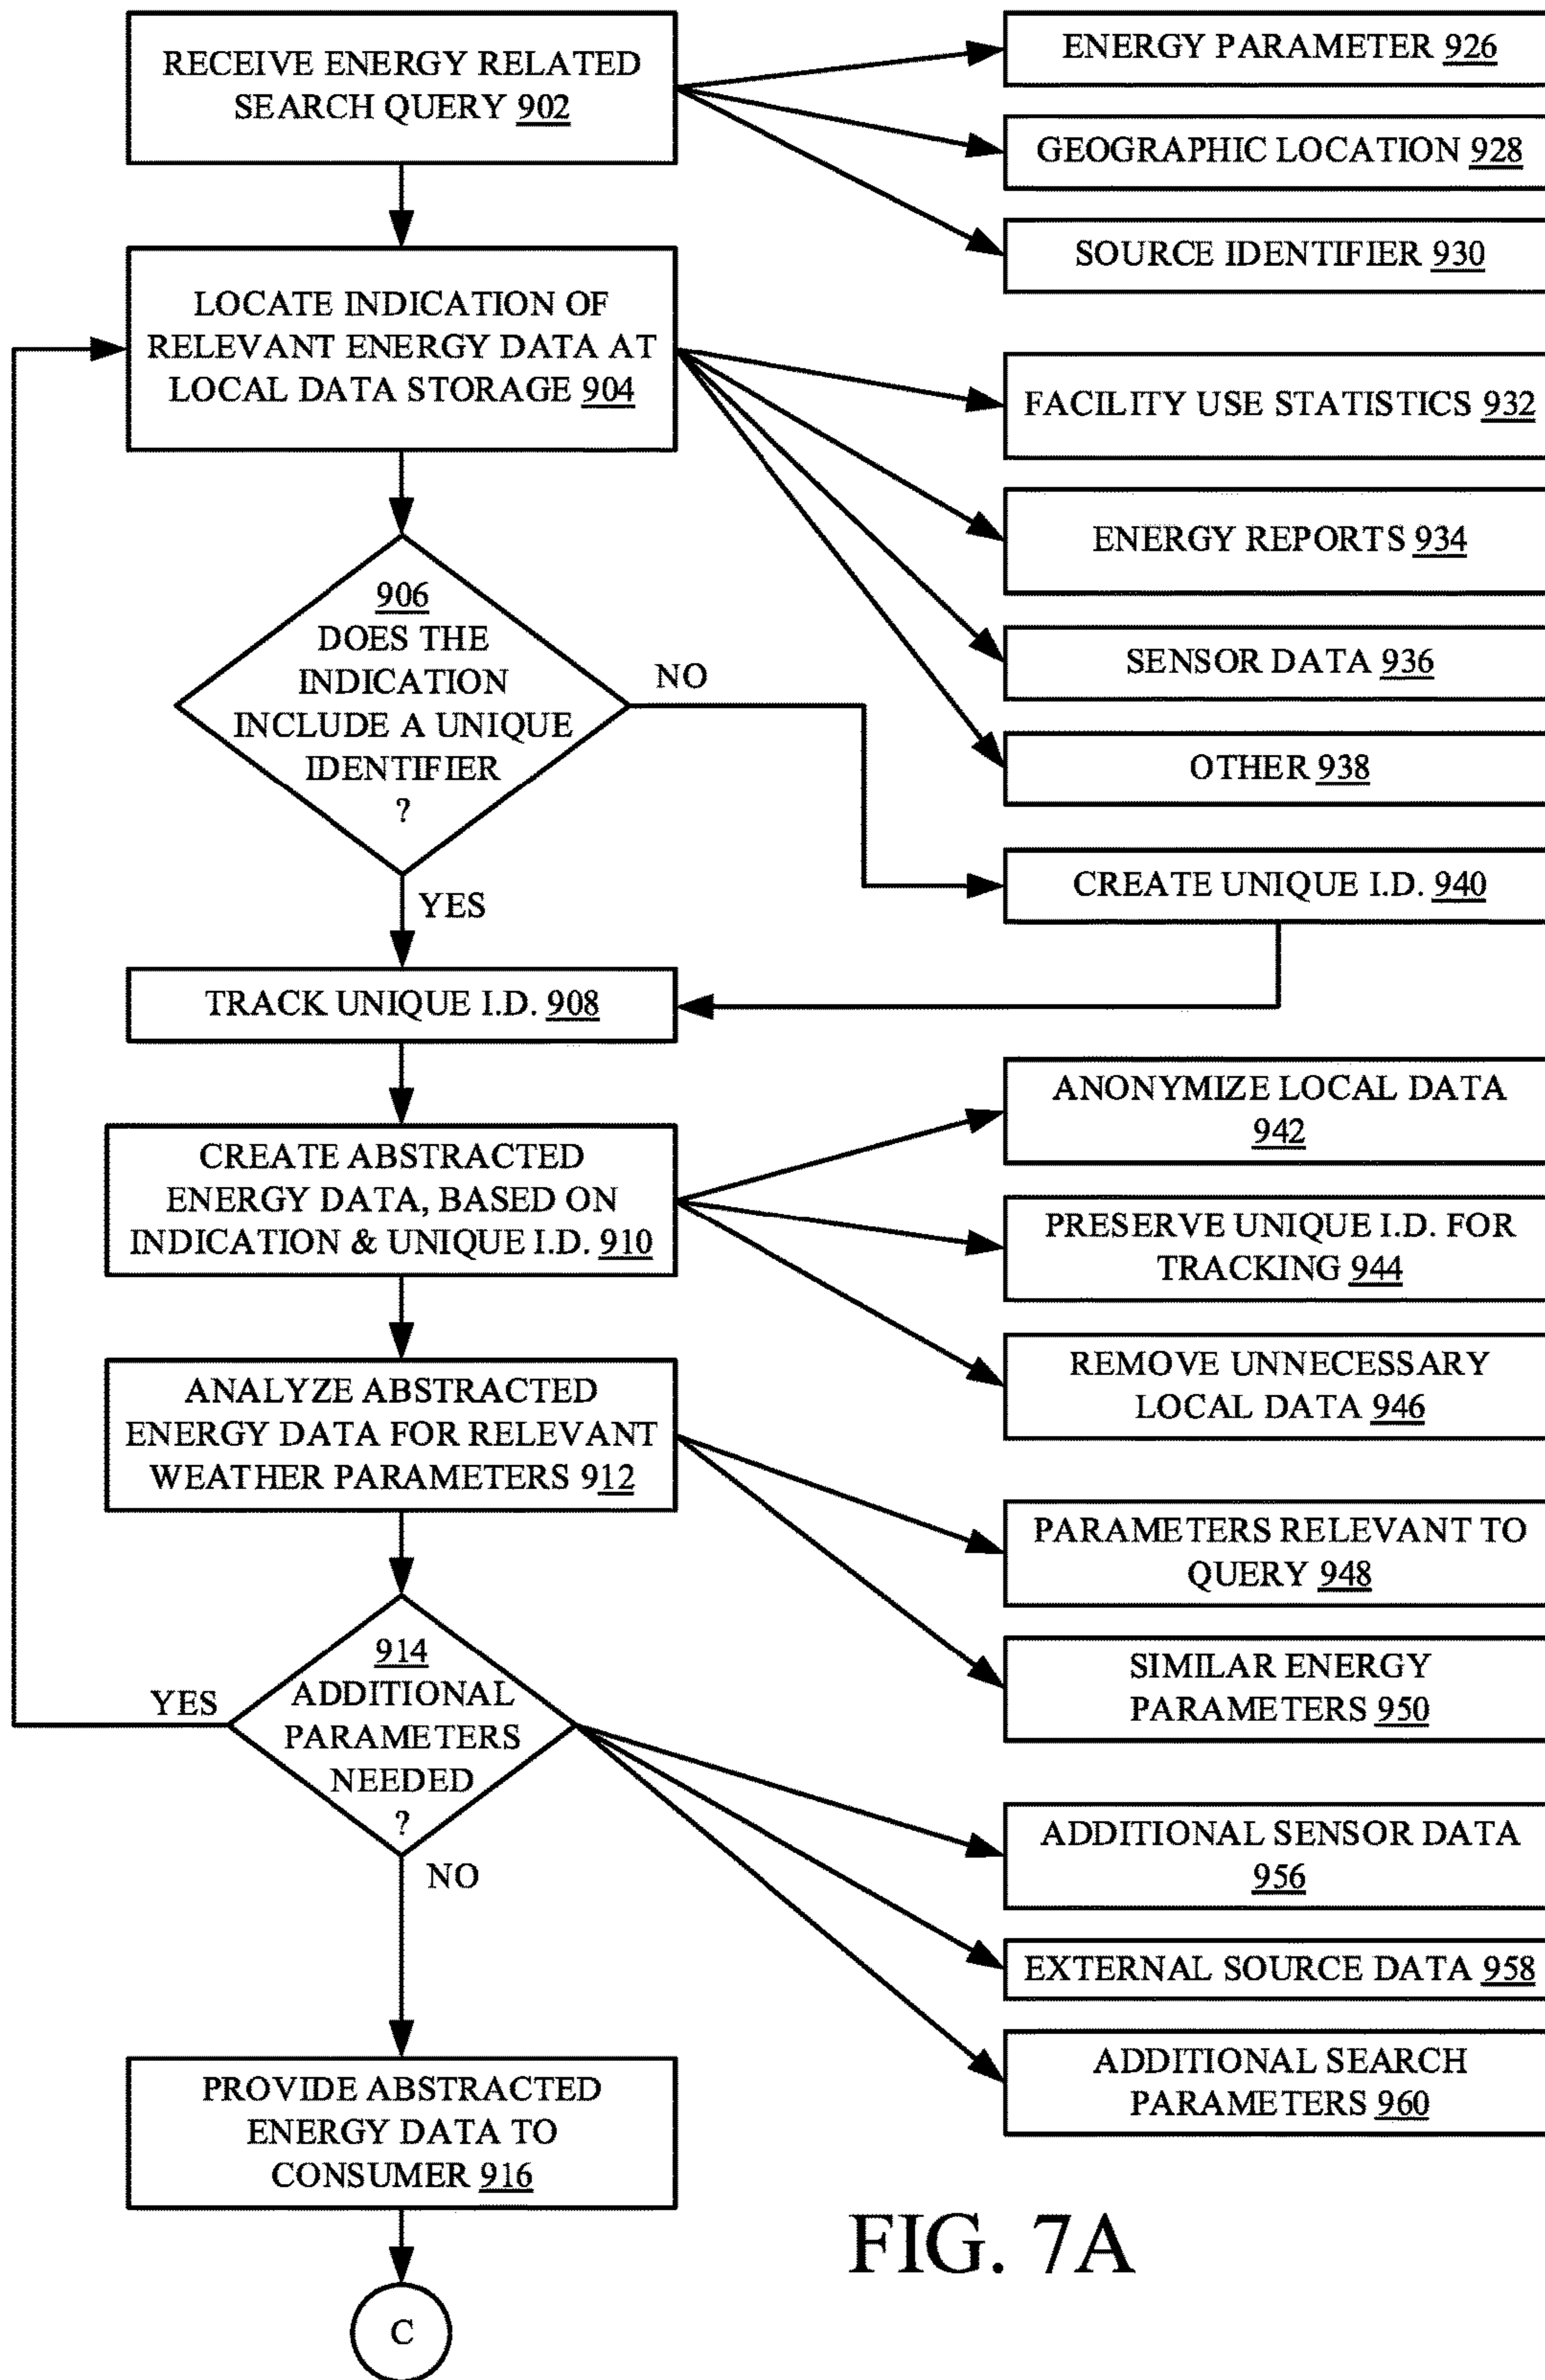 RECEIVE ENERGY RELATED
SEARCH QUERY 902
ENERGY PARAMETER 926
GEOGRAPHIC LOCATION 928
SOURCE IDENTIFIER 930
LOCATE INDICATION OF
RELEVANT ENERGY DATA AT
LOCAL DATA STORAGE 904
FACILITY USE STATISTICS 932
ENERGY REPORTS 934
SENSOR DATA 936
OTHER 938
906
DOES THE
INDICATION
INCLUDE A UNIQUE
IDENTIFIER
?
NO
YES
CREATE UNIQUE I.D. 940
TRACK UNIQUE I.D. 908
CREATE ABSTRACTED
ENERGY DATA, BASED ON
INDICATION & UNIQUE I.D. 910
ANONYMIZE LOCAL DATA
942
PRESERVE UNIQUE I.D. FOR
TRACKING 944
REMOVE UNNECESSARY
LOCAL DATA 946
ANALYZE ABSTRACTED
ENERGY DATA FOR RELEVANT
WEATHER PARAMETERS 912
PARAMETERS RELEVANT TO
QUERY 948
SIMILAR ENERGY
PARAMETERS 950
914
ADDITIONAL
PARAMETERS
NEEDED
?
YES
NO
ADDITIONAL SENSOR DATA
956
EXTERNAL SOURCE DATA 958
ADDITIONAL SEARCH
PARAMETERS 960
PROVIDE ABSTRACTED
ENERGY DATA TO
CONSUMER 916
C
FIG. 7A